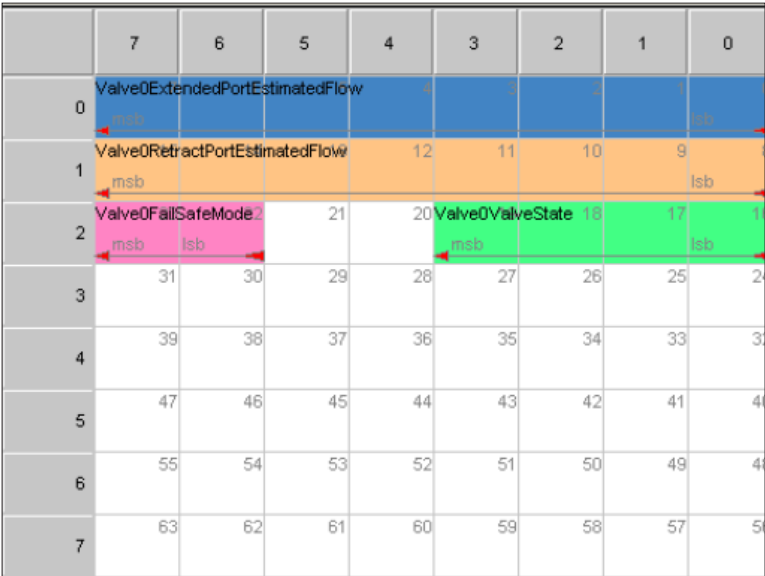 7 6 5 4 3 2 1 0
0 Valve0ExtendedPortEstimatedFlow 4 3 2 1
msb lsb
1 Valve0RetractPortEstimatedFlow 12 11 10 9
msb lsb
2 Valve0FailSafeMode 21 20 Valve0ValveState 18 17
msb lsb msb lsb
3 31 30 29 28 27 26 25
4 39 38 37 36 35 34 33
5 47 46 45 44 43 42 41
6 55 54 53 52 51 50 49
7 63 62 61 60 59 58 57